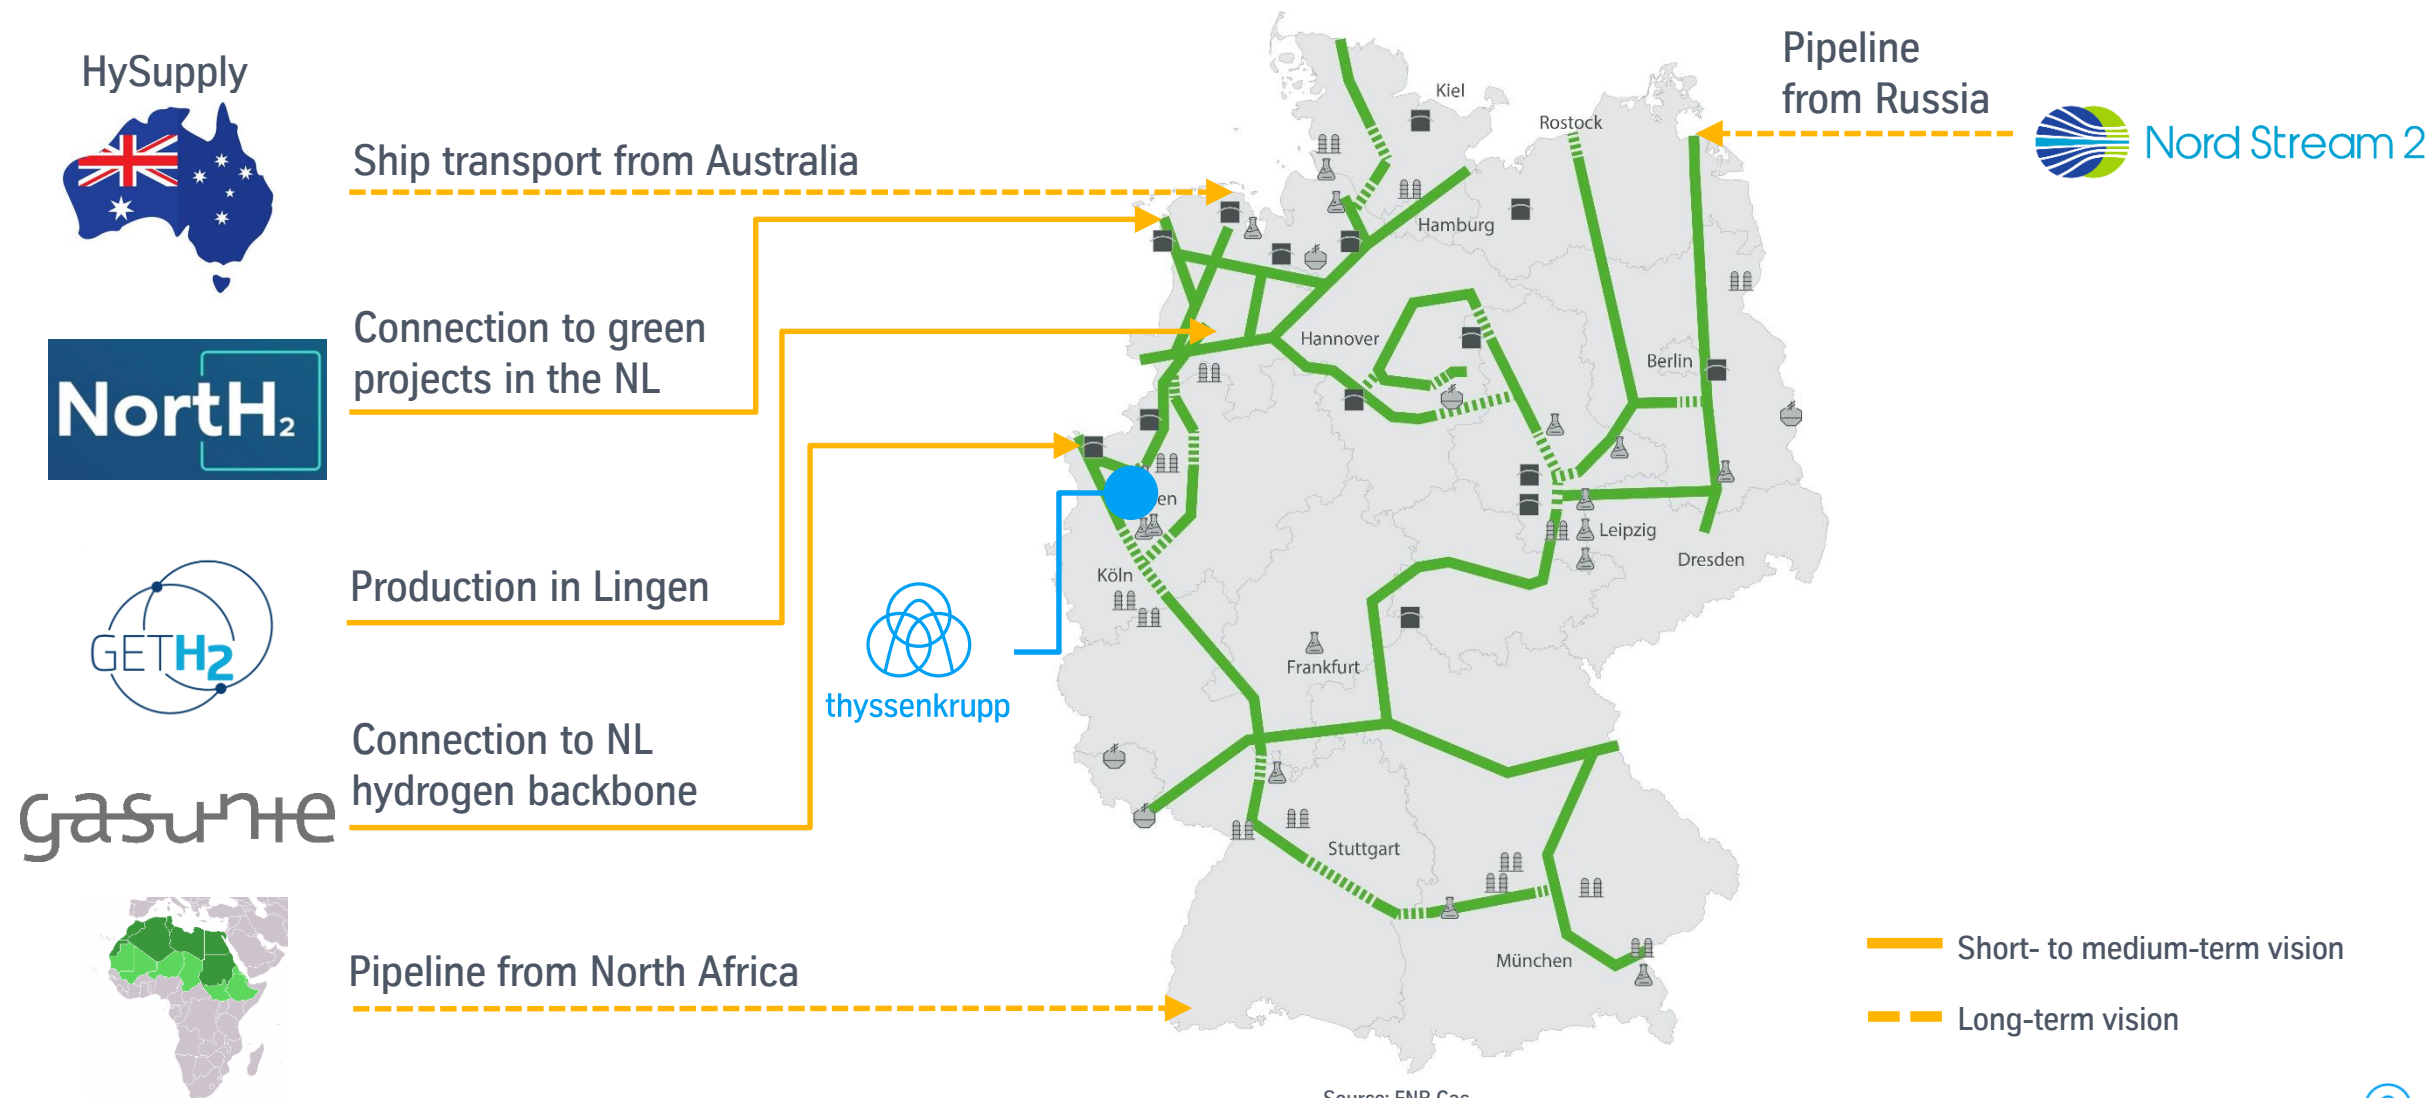 HySupply
Ship transport from Australia
NortH₂
Connection to green
projects in the NL
GETH2
Production in Lingen
thyssenkrupp
gasunie
Connection to NL
hydrogen backbone
Pipeline from North Africa
Pipeline
from Russia
Nord Stream 2
Kiel
Rostock
Hamburg
Hannover
Berlin
en
Leipzig
Dresden
Köln
Frankfurt
Stuttgart
München
Short- to medium-term vision
Long-term vision
Source: FNB Gas